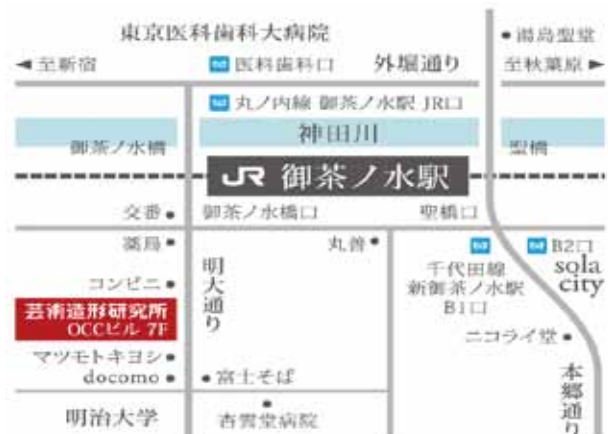 東京医科歯科大病院
●湯島聖堂
◀至新宿
医科歯科口
外堀通り
至秋葉原▶
丸ノ内線 御茶ノ水駅 JR口
神田川
御茶ノ水橋
聖橋
JR 御茶ノ水駅
交番●
御茶ノ水橋口
聖橋口
薬局●
丸善●
B2口
明大通り
千代田線
新御茶ノ水駅
B1口
sola
city
コンビニ●
芸術造形研究所
OCCビル 7F
ニコライ堂●
マツモトキヨシ●
docomo●
●富士そば
本郷通り
明治大学
杏雲堂病院